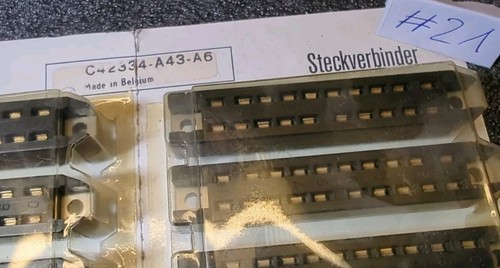 #21
Steckverbinder
C42334-A43-A6
Made in Belgium